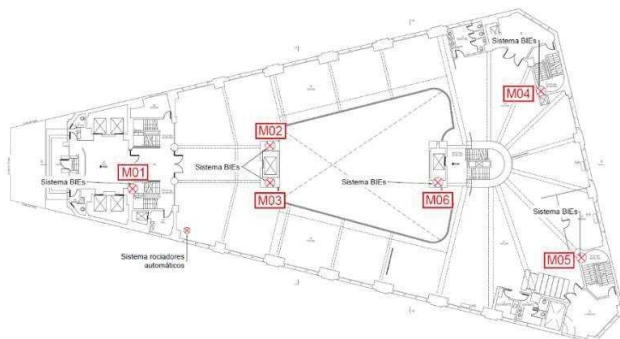 Sistema BIEs
M04
M02
Sistema BIEs
M01
Sistema BIEs
M03
Sistema BIEs
M06
Sistema BIEs
M05
Sistema rociadores
automáticos